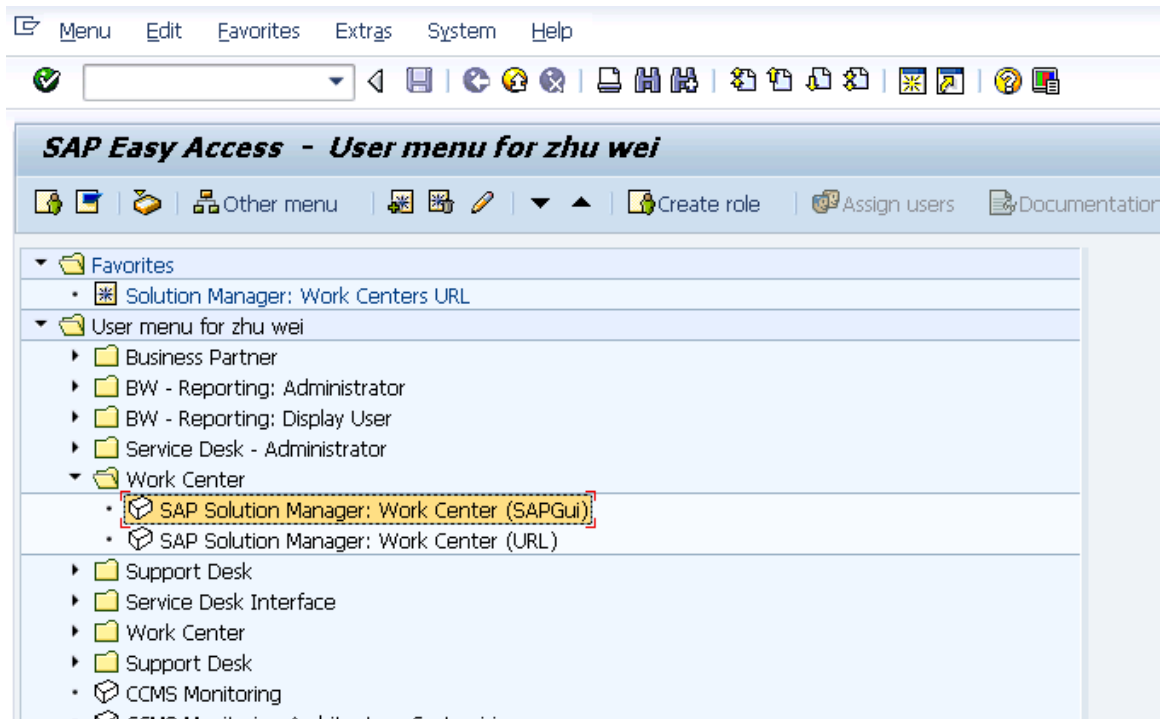 Menu Edit Favorites Extras System Help
SAP Easy Access - User menu for zhu wei
Other menu Create role Assign users Documentation
Favorites
Solution Manager: Work Centers URL
User menu for zhu wei
Business Partner
BW - Reporting: Administrator
BW - Reporting: Display User
Service Desk - Administrator
Work Center
SAP Solution Manager: Work Center (SAPGui)
SAP Solution Manager: Work Center (URL)
Support Desk
Service Desk Interface
Work Center
Support Desk
CCMS Monitoring